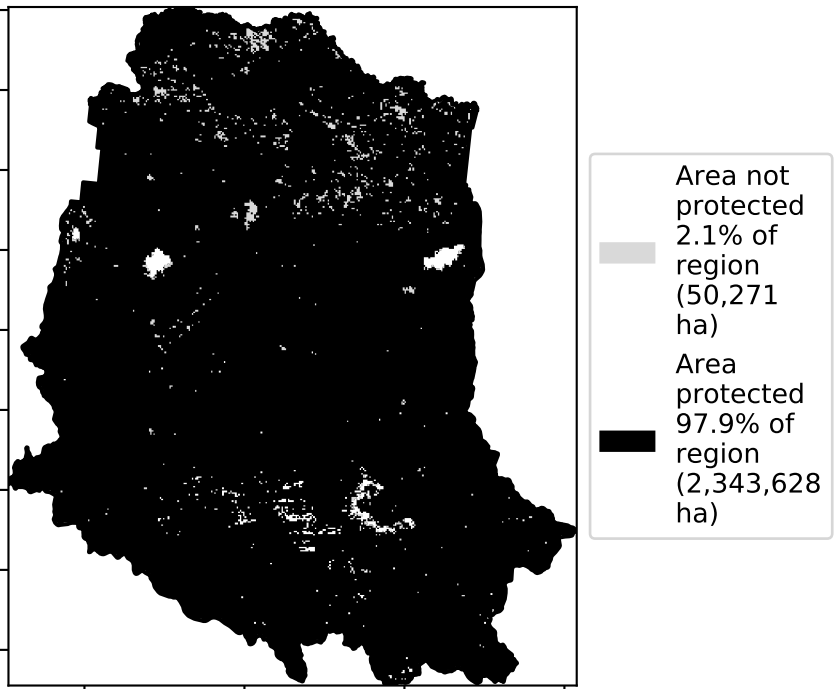 Area not
protected
2.1% of
region
(50,271
ha)
Area
protected
97.9% of
region
(2,343,628
ha)